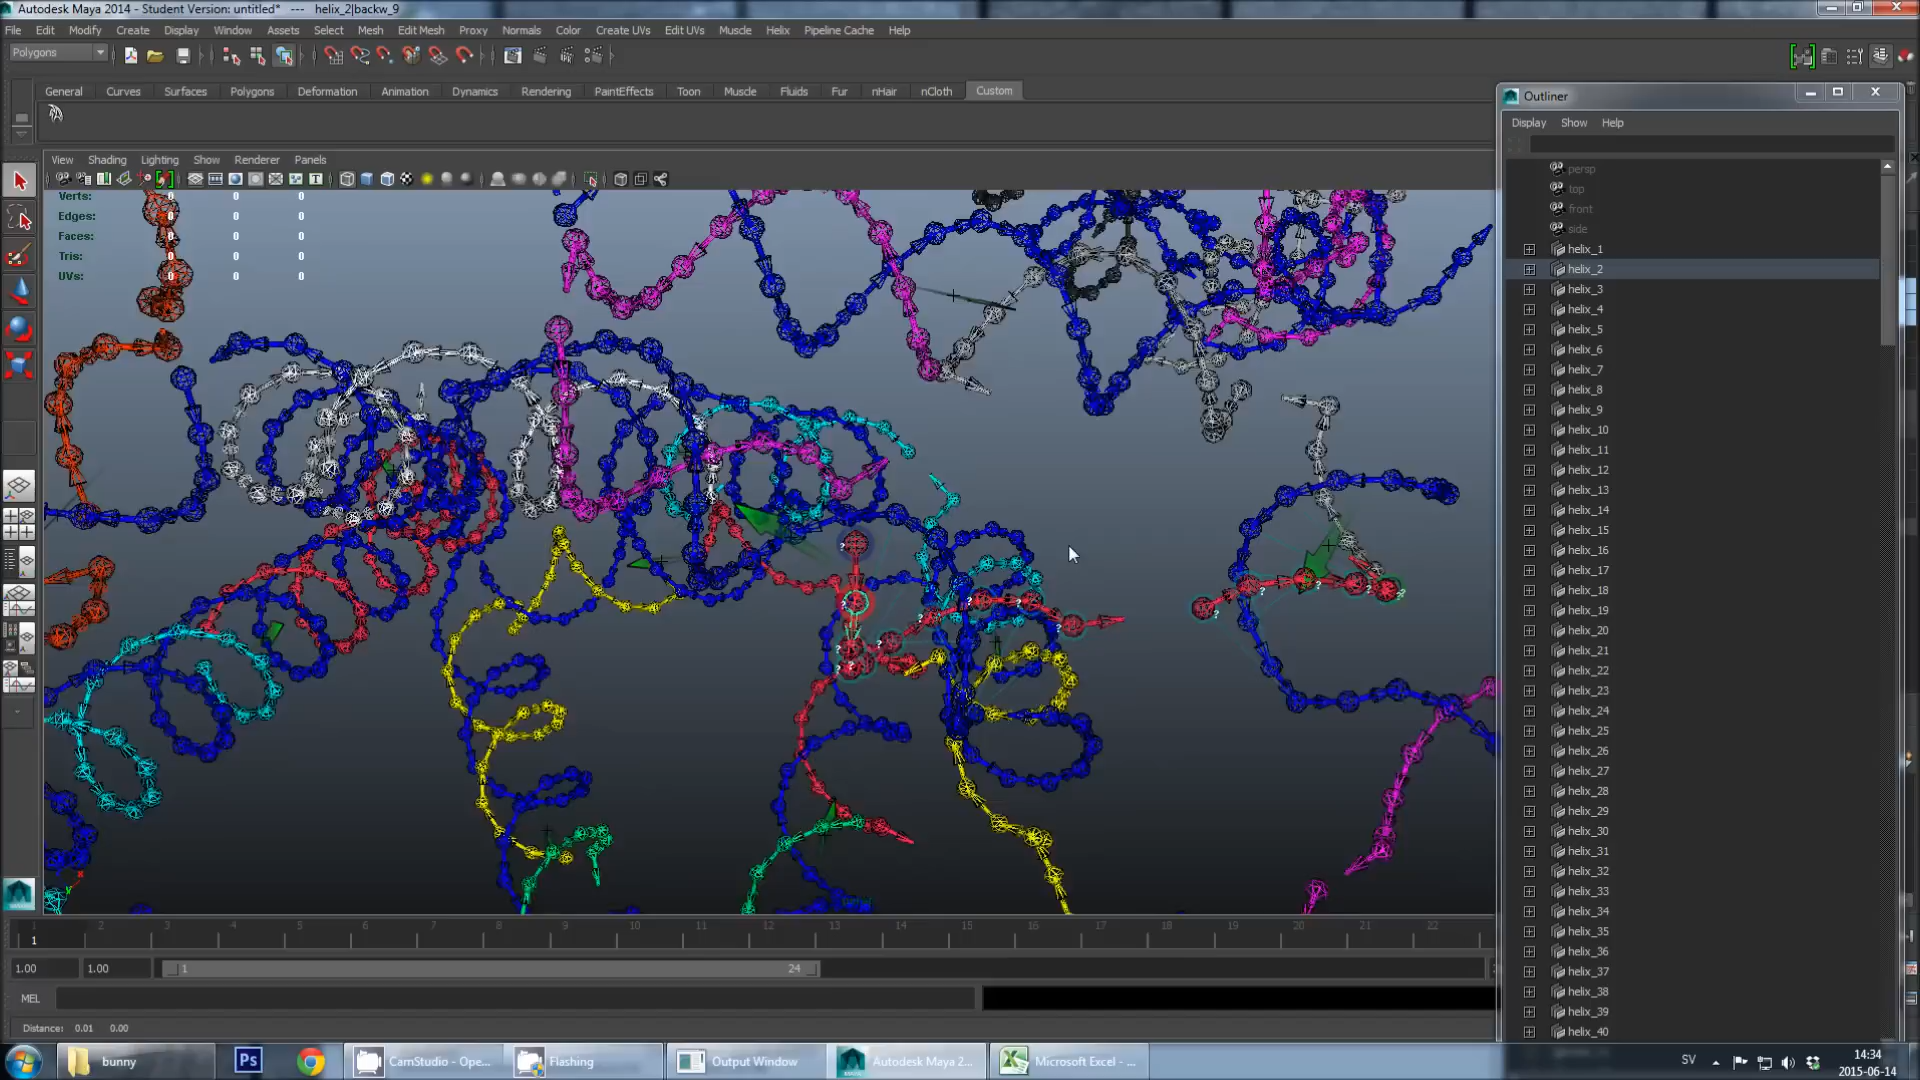 Autodesk Maya 2014 - Student Version: untitled* --- helix_2|backw_9
File Edit Modify Create Display Window Assets Select Mesh Edit Mesh Proxy Normals Color Create UVs Edit UVs Muscle Helix Pipeline Cache Help
Polygons
General Curves Surfaces Polygons Deformation Animation Dynamics Rendering PaintEffects Toon Muscle Fluids Fur nHair nCloth Custom
View Shading Lighting Show Renderer Panels
Verts: 0 0 0
Edges: 0 0 0
Faces: 0 0 0
Tris: 0 0 0
UVs: 0 0 0
Outliner
Display Show Help
persp
top
front
side
helix_1
helix_2
helix_3
helix_4
helix_5
helix_6
helix_7
helix_8
helix_9
helix_10
helix_11
helix_12
helix_13
helix_14
helix_15
helix_16
helix_17
helix_18
helix_19
helix_20
helix_21
helix_22
helix_23
helix_24
helix_25
helix_26
helix_27
helix_28
helix_29
helix_30
helix_31
helix_32
helix_33
helix_34
helix_35
helix_36
helix_37
helix_38
helix_39
helix_40
1 2 3 4 5 6 7 8 9 10 11 12 13 14 15 16 17 18 19 20 21 22
1
1.00 1.00 1 24
MEL
Distance: 0.01 0.00
bunny Ps CamStudio - Ope... Flashing Output Window Autodesk Maya 2... Microsoft Excel - ...
SV 14:34
2015-06-14